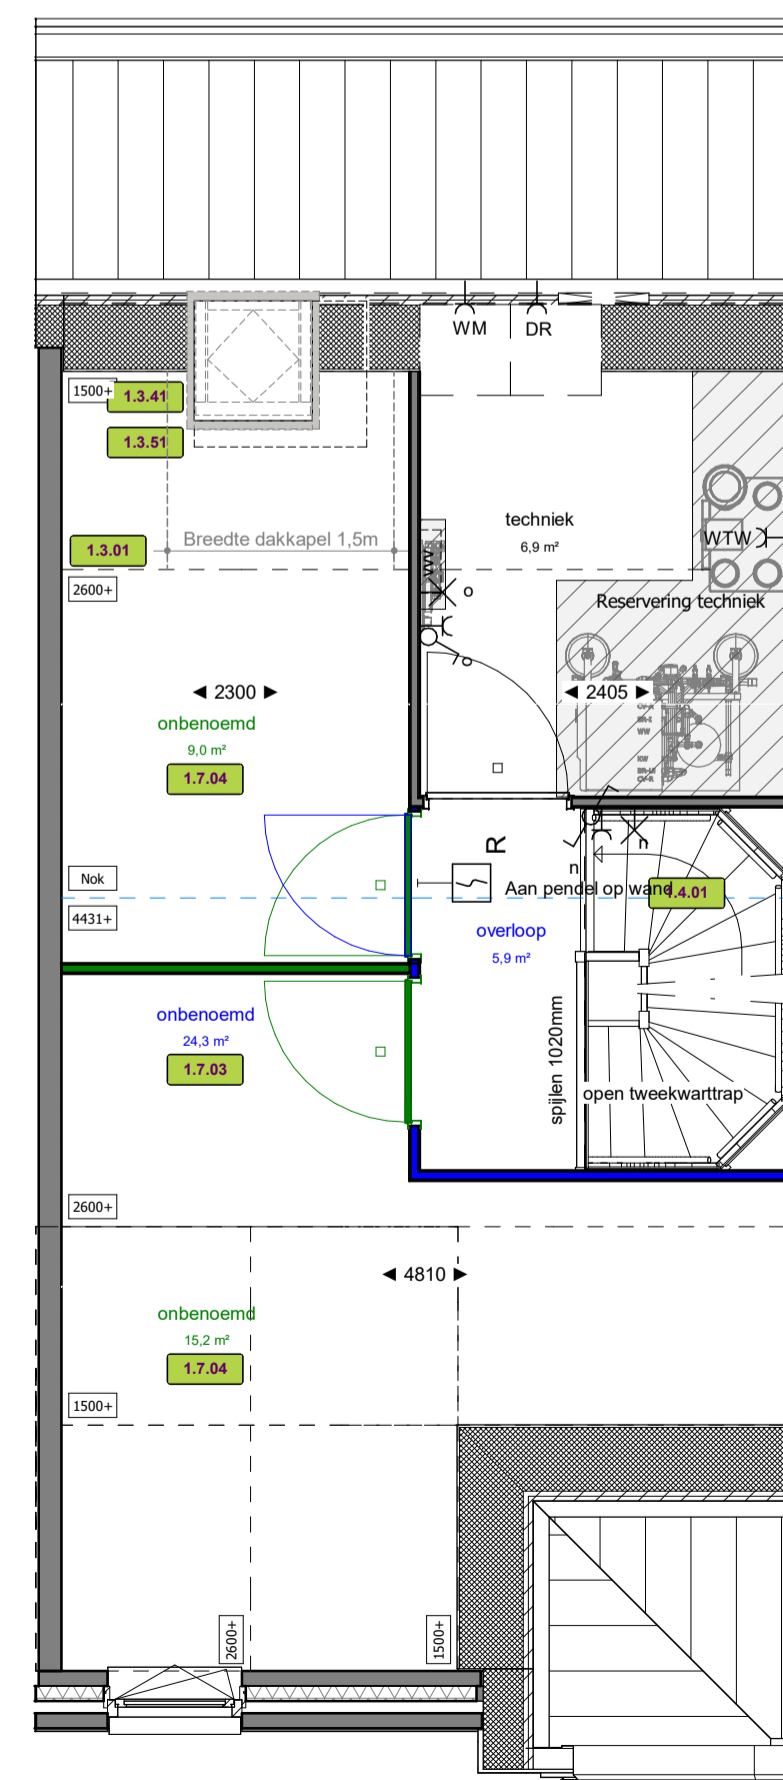 WM
DR
1500+
1.3.41
1.3.51
techniek
6,9 m²
Breedte dakkapel 1,5m
WTW
1.3.01
2600+
Reservering techniek
◄ 2300 ►
◄ 2405 ►
onbenoemd
9,0 m²
1.7.04
WW
KW
CV-R
R
n
n
Nok
Aan pendel op wand
1.4.01
4431+
overloop
5,9 m²
onbenoemd
24,3 m²
1.7.03
spijlen 1020mm
open tweekwarttrap
2600+
◄ 4810 ►
onbenoemd
15,2 m²
1.7.04
1500+
2600+
1500+